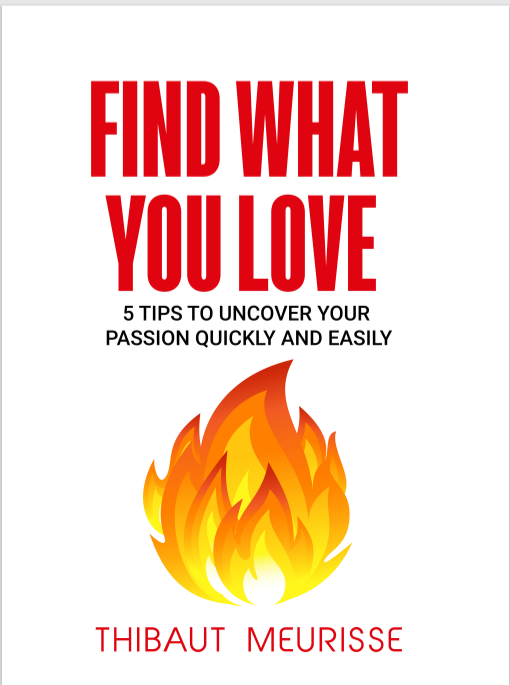 FIND WHAT
YOU LOVE
5 TIPS TO UNCOVER YOUR
PASSION QUICKLY AND EASILY
THIBAUT MEURISSE